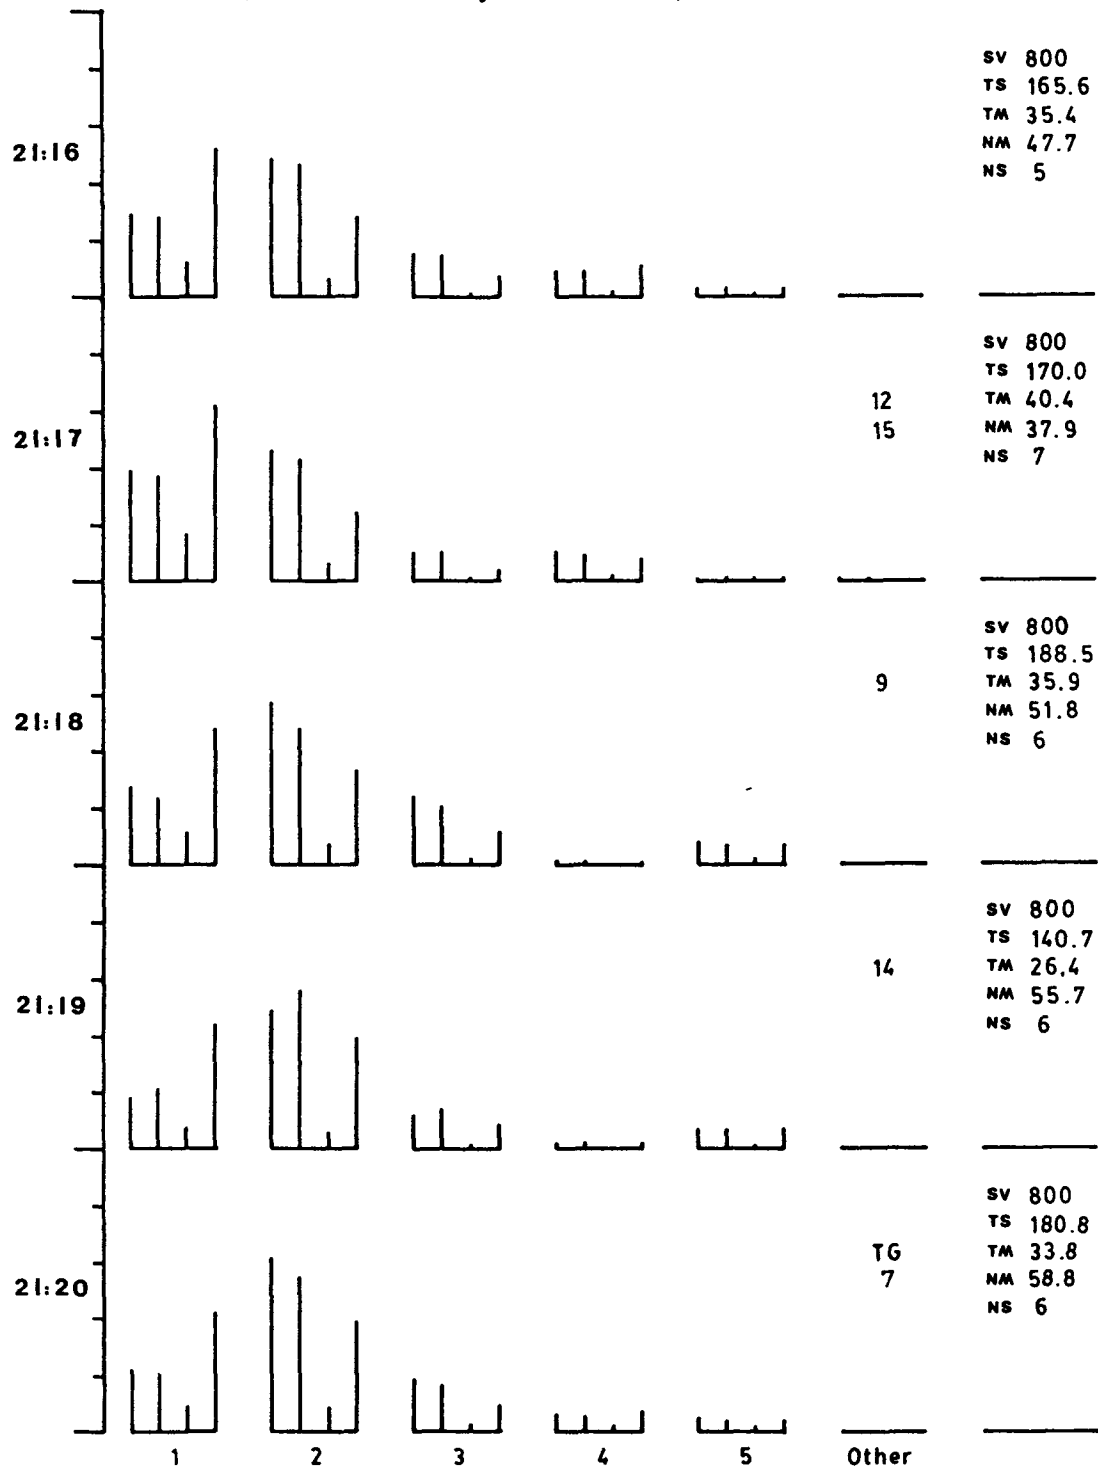 21:16
SV 800
TS 165.6
TM 35.4
NM 47.7
NS 5
21:17
12
15
SV 800
TS 170.0
TM 40.4
NM 37.9
NS 7
21:18
9
SV 800
TS 188.5
TM 35.9
NM 51.8
NS 6
21:19
14
SV 800
TS 140.7
TM 26.4
NM 55.7
NS 6
21:20
TG
7
SV 800
TS 180.8
TM 33.8
NM 58.8
NS 6
1 2 3 4 5 Other